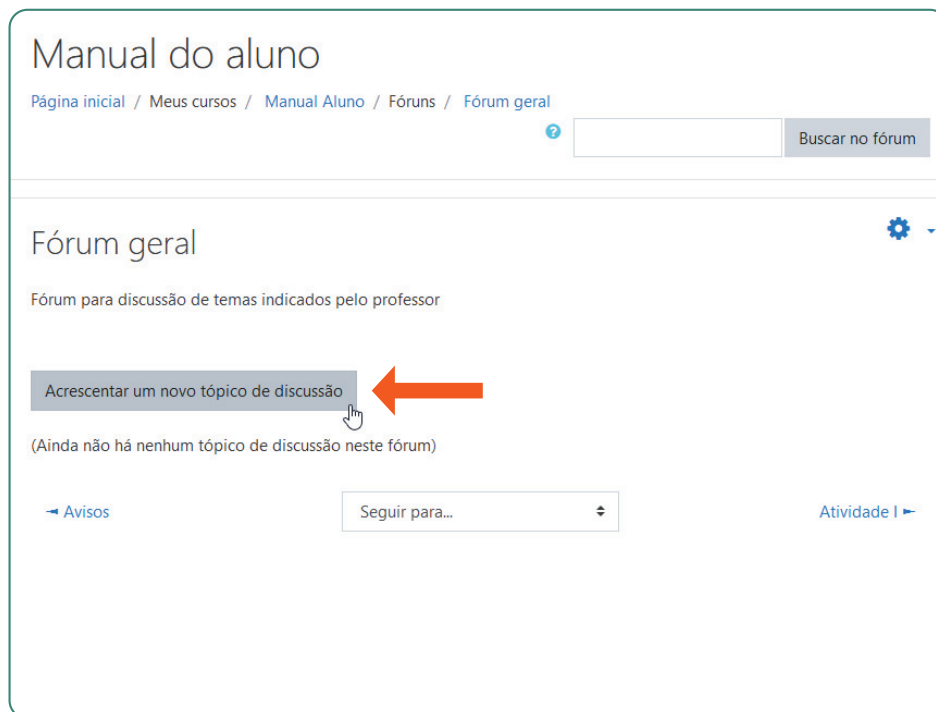 Manual do aluno
Página inicial / Meus cursos / Manual Aluno / Fóruns / Fórum geral
Buscar no fórum
Fórum geral
Fórum para discussão de temas indicados pelo professor
Acrescentar um novo tópico de discussão
(Ainda não há nenhum tópico de discussão neste fórum)
◄ Avisos
Seguir para...
Atividade I ►